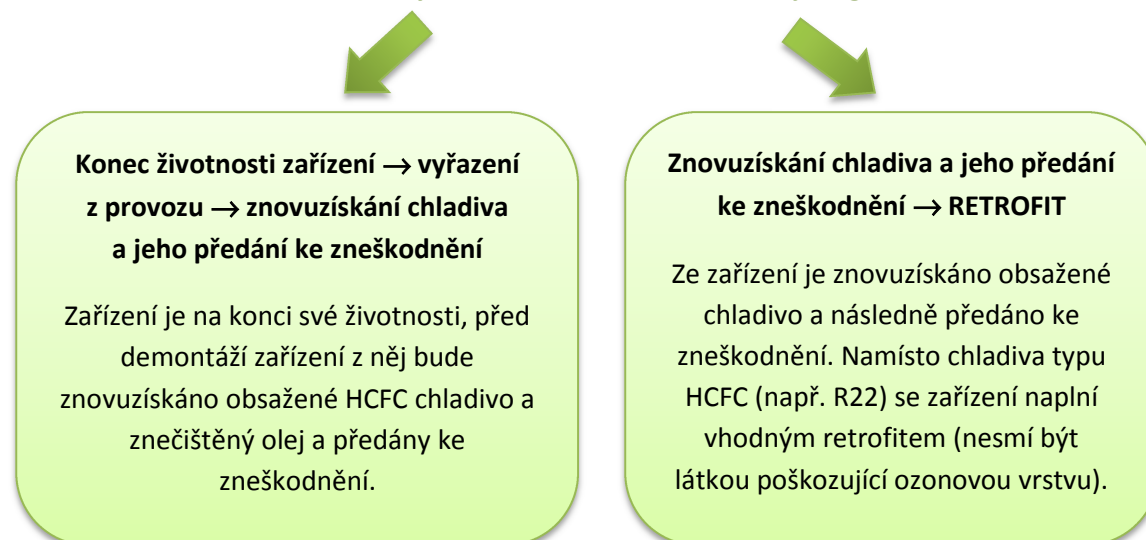 Konec životnosti zařízení → vyřazení
z provozu → znovuzískání chladiva
a jeho předání ke zneškodnění
Zařízení je na konci své životnosti, před
demontáží zařízení z něj bude
znovuzískáno obsažené HCFC chladivo a
znečištěný olej a předány ke
zneškodnění.
Znovuzískání chladiva a jeho předání
ke zneškodnění → RETROFIT
Ze zařízení je znovuzískáno obsažené
chladivo a následně předáno ke
zneškodnění. Namísto chladiva typu
HCFC (např. R22) se zařízení naplní
vhodným retrofitem (nesmí být
látkou poškozující ozonovou vrstvu).